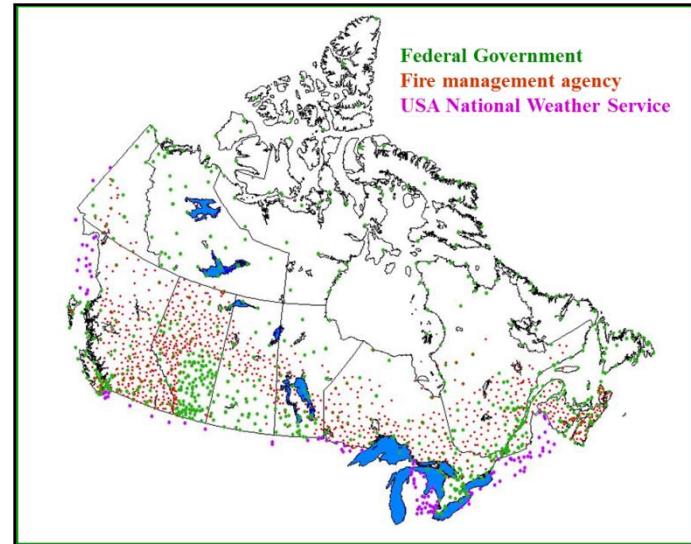 Federal Government
Fire management agency
USA National Weather Service